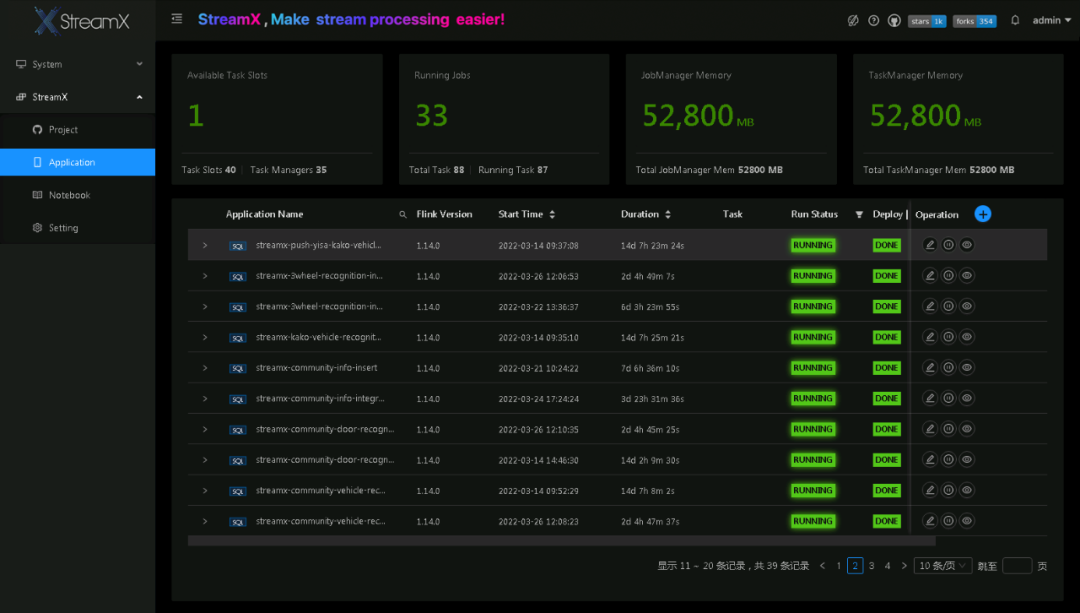 StreamX
StreamX , Make stream processing easier!
stars 1k forks 354 admin
System
StreamX
Project
Application
Notebook
Setting
Available Task Slots
1
Task Slots 40 Task Managers 35
Running Jobs
33
Total Task 88 Running Task 87
JobManager Memory
52,800 MB
Total JobManager Mem 52800 MB
TaskManager Memory
52,800 MB
Total TaskManager Mem 52800 MB
Application Name Flink Version Start Time Duration Task Run Status Deploy Operation
SQL streamx-push-yisa-kako-vehicl... 1.14.0 2022-03-14 09:37:08 14d 7h 23m 24s RUNNING DONE
SQL streamx-3wheel-recognition-in... 1.14.0 2022-03-26 12:06:53 2d 4h 49m 7s RUNNING DONE
SQL streamx-3wheel-recognition-in... 1.14.0 2022-03-22 13:36:37 6d 3h 23m 55s RUNNING DONE
SQL streamx-kako-vehicle-recognit... 1.14.0 2022-03-14 09:35:10 14d 7h 25m 21s RUNNING DONE
SQL streamx-community-info-insert 1.14.0 2022-03-21 10:24:22 7d 6h 36m 10s RUNNING DONE
SQL streamx-community-info-integr... 1.14.0 2022-03-24 17:24:24 3d 23h 31m 36s RUNNING DONE
SQL streamx-community-door-recogn... 1.14.0 2022-03-26 12:10:35 2d 4h 45m 25s RUNNING DONE
SQL streamx-community-door-recogn... 1.14.0 2022-03-14 14:46:30 14d 2h 9m 30s RUNNING DONE
SQL streamx-community-vehicle-rec... 1.14.0 2022-03-14 09:52:29 14d 7h 8m 2s RUNNING DONE
SQL streamx-community-vehicle-rec... 1.14.0 2022-03-26 12:08:23 2d 4h 47m 37s RUNNING DONE
显示 11 ~ 20 条记录，共 39 条记录 < 1 2 3 4 > 10 条/页 跳至 页